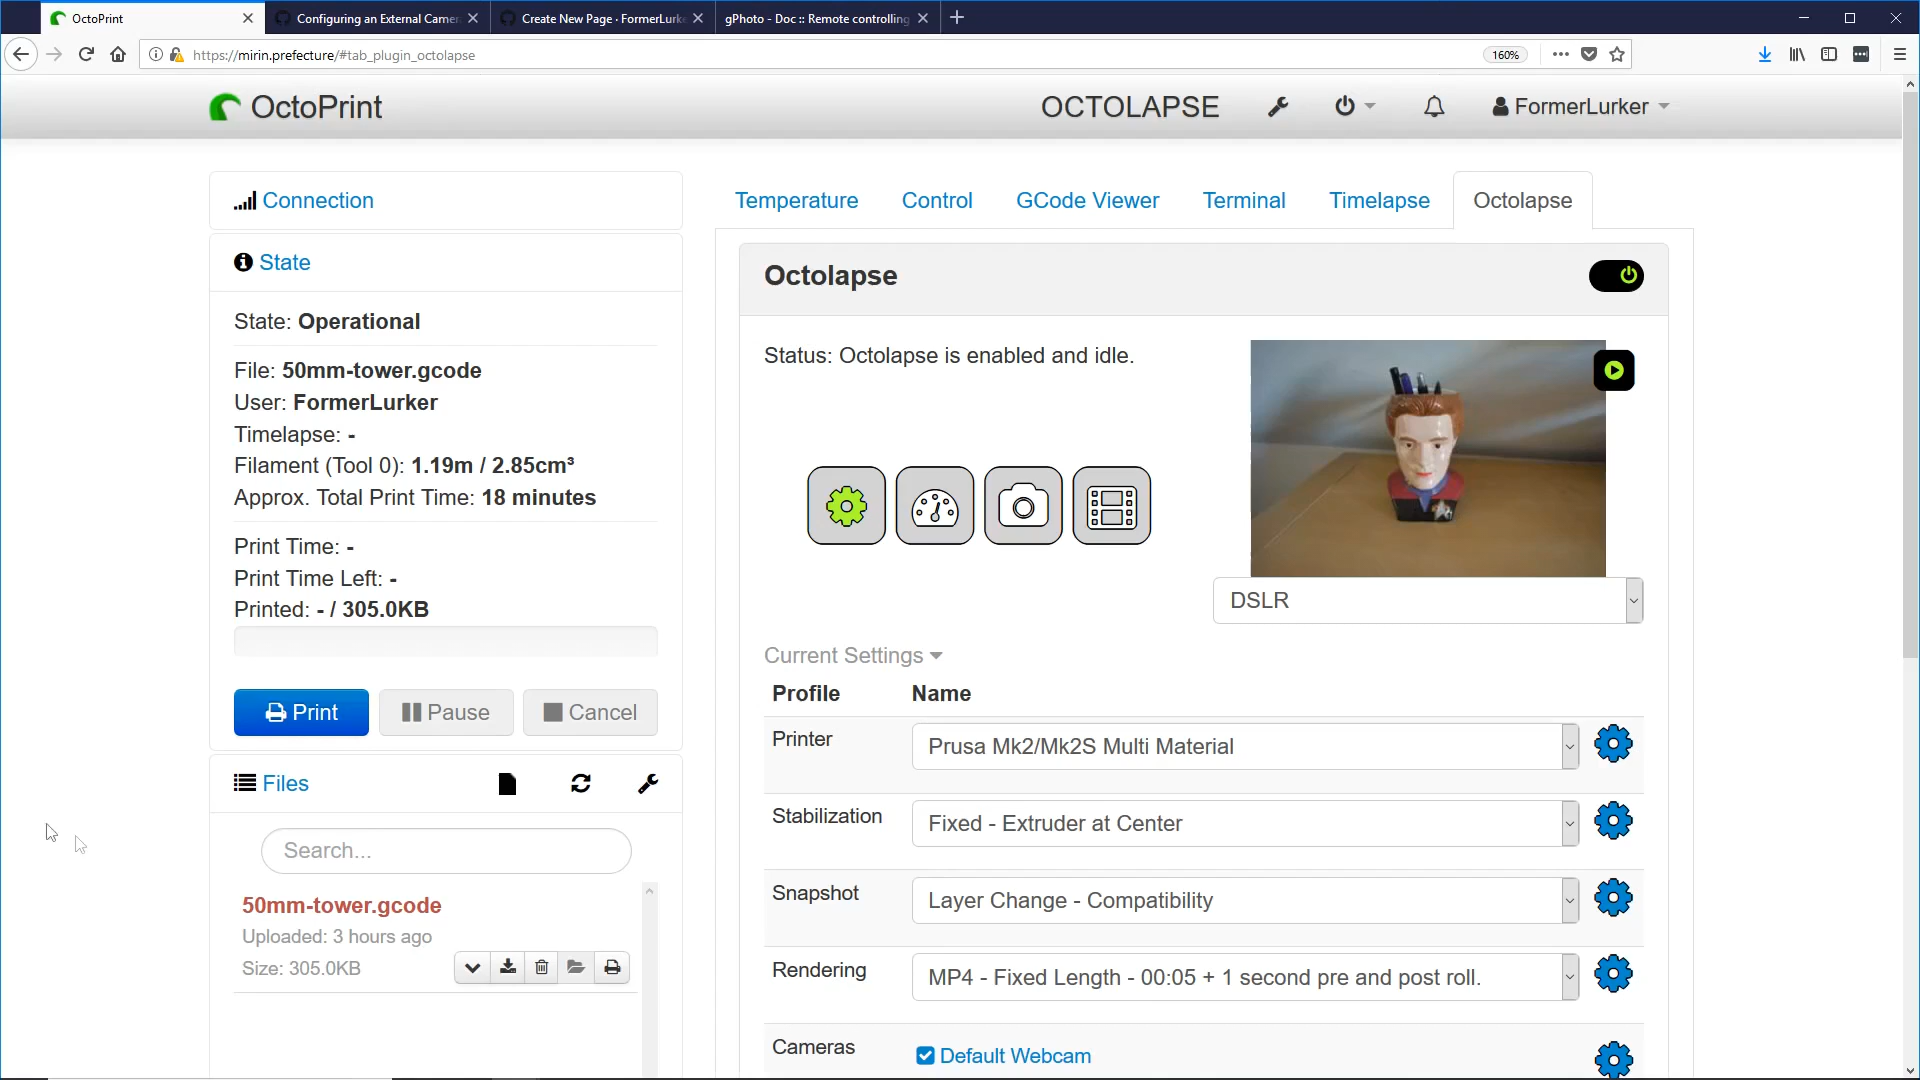 OctoPrint
Configuring an External Camer
Create New Page · FormerLurke
gPhoto - Doc :: Remote controlling
https://mirin.prefecture/#tab_plugin_octolapse
160%
OctoPrint
OCTOLAPSE
FormerLurker
Connection
Temperature
Control
GCode Viewer
Terminal
Timelapse
Octolapse
State
State: Operational
File: 50mm-tower.gcode
User: FormerLurker
Timelapse: -
Filament (Tool 0): 1.19m / 2.85cm³
Approx. Total Print Time: 18 minutes
Print Time: -
Print Time Left: -
Printed: - / 305.0KB
Print
Pause
Cancel
Files
Search...
50mm-tower.gcode
Uploaded: 3 hours ago
Size: 305.0KB
Octolapse
Status: Octolapse is enabled and idle.
DSLR
Current Settings
Profile Name
Printer Prusa Mk2/Mk2S Multi Material
Stabilization Fixed - Extruder at Center
Snapshot Layer Change - Compatibility
Rendering MP4 - Fixed Length - 00:05 + 1 second pre and post roll.
Cameras Default Webcam